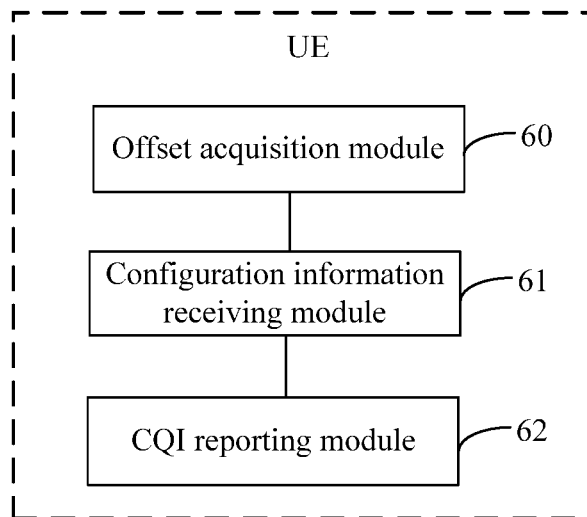 UE
Offset acquisition module
60
Configuration information
receiving module
61
CQI reporting module
62